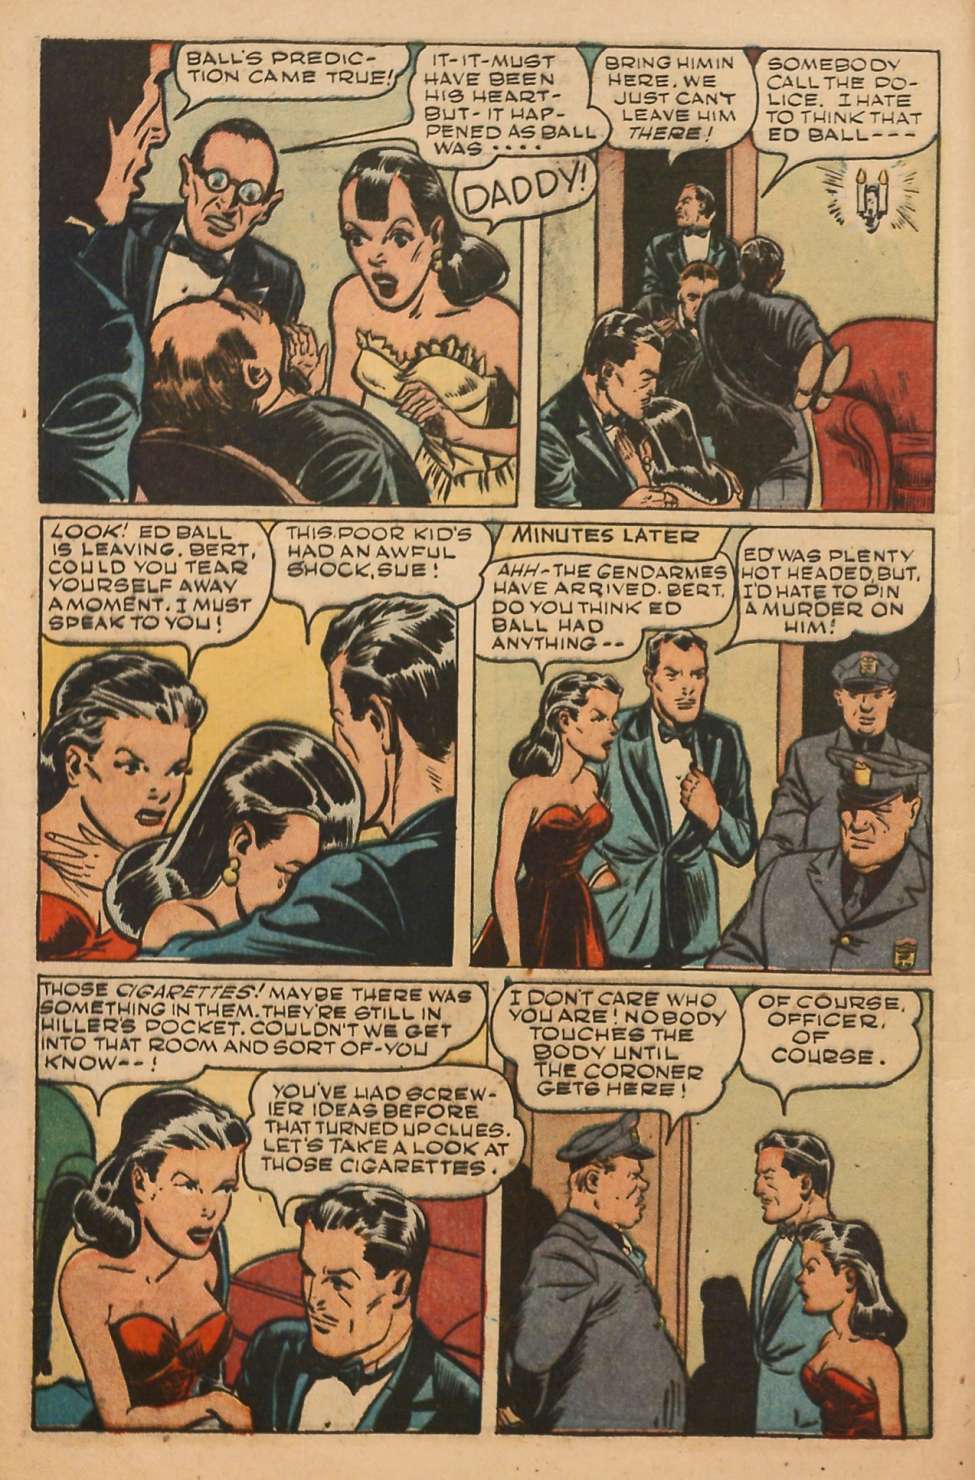 BALL'S PREDIC-
TION CAME TRUE!
IT-IT-MUST
HAVE BEEN
HIS HEART-
BUT-IT HAP-
PENED AS BALL
WAS ····
DADDY!
BRING HIM IN
HERE. WE
JUST CAN'T
LEAVE HIM
THERE!
SOMEBODY
CALL THE PO-
LICE. I HATE
TO THINK THAT
ED BALL---
LOOK! ED BALL
IS LEAVING. BERT,
COULD YOU TEAR
YOURSELF AWAY
A MOMENT. I MUST
SPEAK TO YOU!
THIS POOR KID'S
HAD AN AWFUL
SHOCK, SUE!
MINUTES LATER
AHH-THE GENDARMES
HAVE ARRIVED. BERT,
DO YOU THINK ED
BALL HAD
ANYTHING--
ED WAS PLENTY
HOT HEADED, BUT,
I'D HATE TO PIN
A MURDER ON
HIM!
THOSE CIGARETTES! MAYBE THERE WAS
SOMETHING IN THEM. THEY'RE STILL IN
HILLER'S POCKET. COULDN'T WE GET
INTO THAT ROOM AND SORT OF-YOU
KNOW--!
YOU'VE HAD SCREW-
IER IDEAS BEFORE
THAT TURNED UP CLUES.
LET'S TAKE A LOOK AT
THOSE CIGARETTES.
I DON'T CARE WHO
YOU ARE! NOBODY
TOUCHES THE
BODY UNTIL
THE CORONER
GETS HERE!
OF COURSE,
OFFICER,
OF
COURSE.